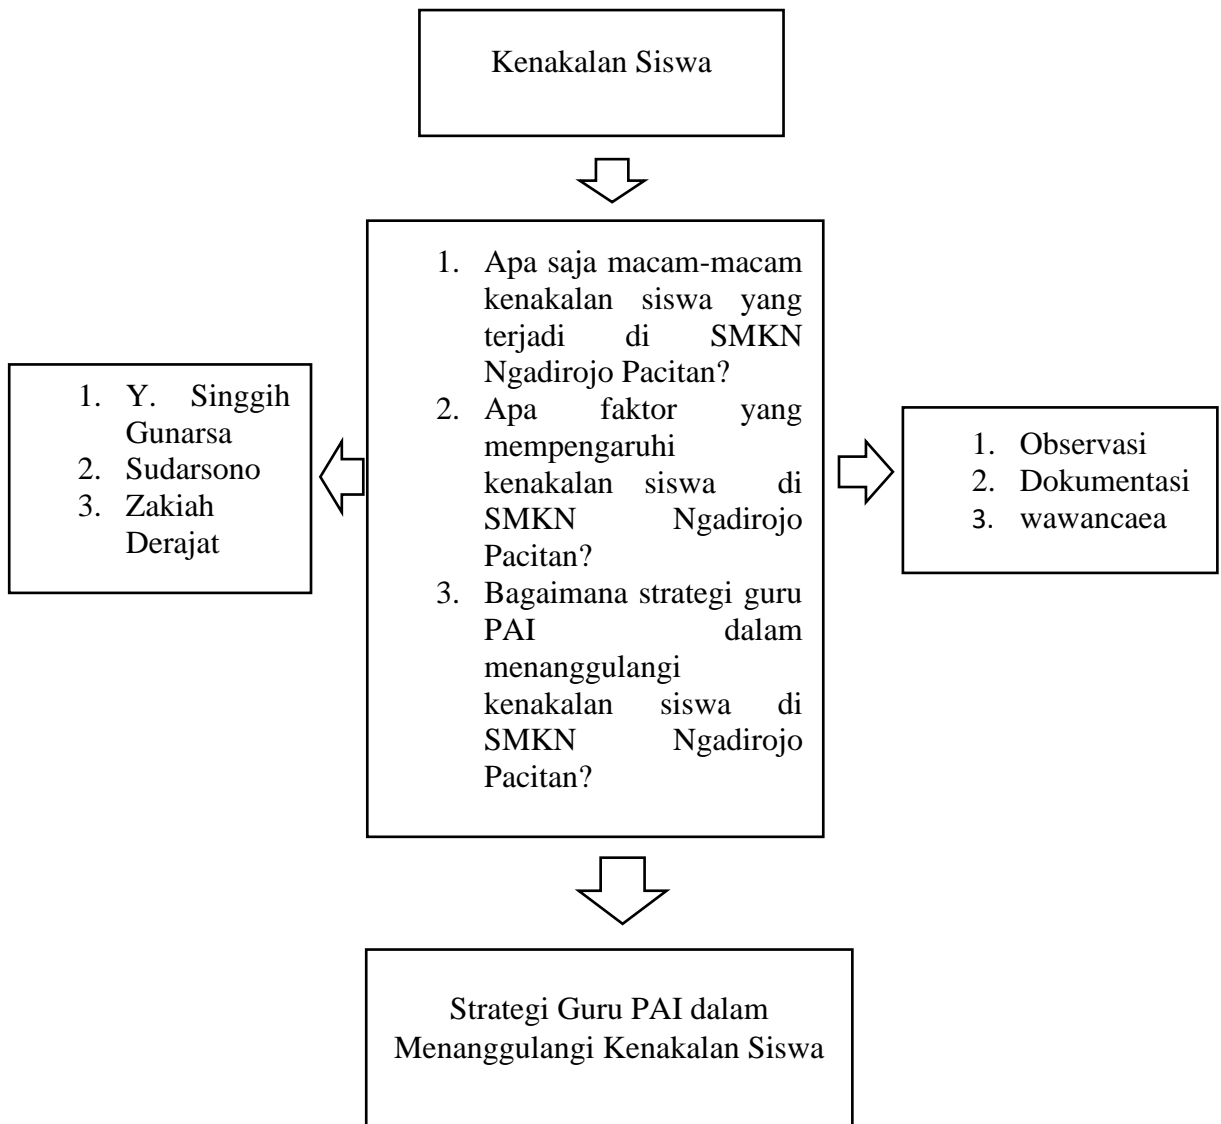 Kenakalan Siswa
1. Apa saja macam-macam
kenakalan siswa yang
terjadi di SMKN
Ngadirojo Pacitan?
2. Apa faktor yang
mempengaruhi
kenakalan siswa di
SMKN Ngadirojo
Pacitan?
3. Bagaimana strategi guru
PAI dalam
menanggulangi
kenakalan siswa di
SMKN Ngadirojo
Pacitan?
1. Y. Singgih
Gunarsa
2. Sudarsono
3. Zakiah
Derajat
1. Observasi
2. Dokumentasi
3. wawancaea
Strategi Guru PAI dalam
Menanggulangi Kenakalan Siswa